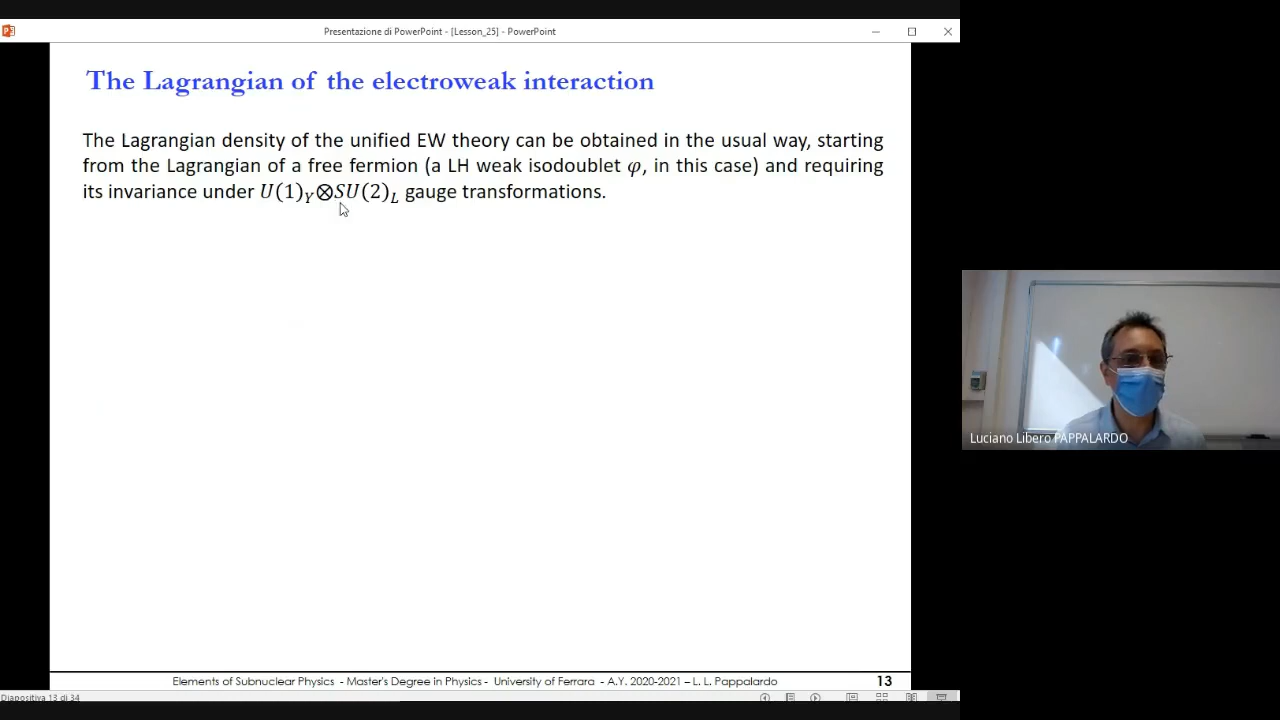 Presentazione di PowerPoint - [Lesson_25] - PowerPoint
The Lagrangian of the electroweak interaction
The Lagrangian density of the unified EW theory can be obtained in the usual way, starting
from the Lagrangian of a free fermion (a LH weak isodoublet φ, in this case) and requiring
its invariance under U(1)_Y⊗SU(2)_L gauge transformations.
Luciano Libero PAPPALARDO
Elements of Subnuclear Physics - Master's Degree in Physics - University of Ferrara - A.Y. 2020-2021 – L. L. Pappalardo
13
Diapositiva 13 di 34